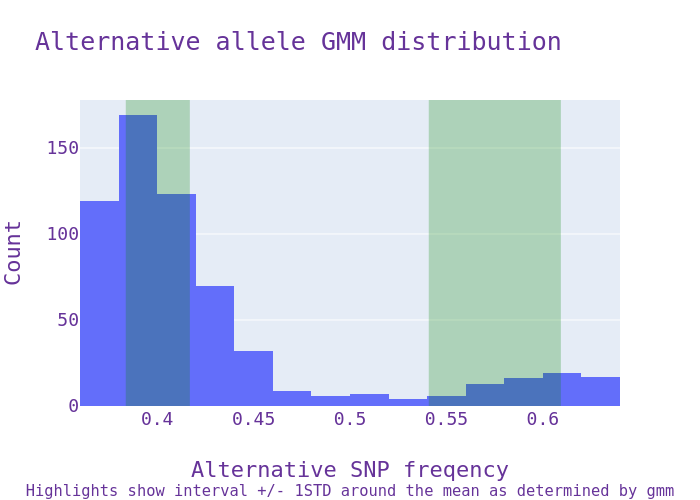 Alternative allele GMM distribution
150
100
50
0
Count
0.4 0.45 0.5 0.55 0.6
Alternative SNP freqency
Highlights show interval +/- 1STD around the mean as determined by gmm